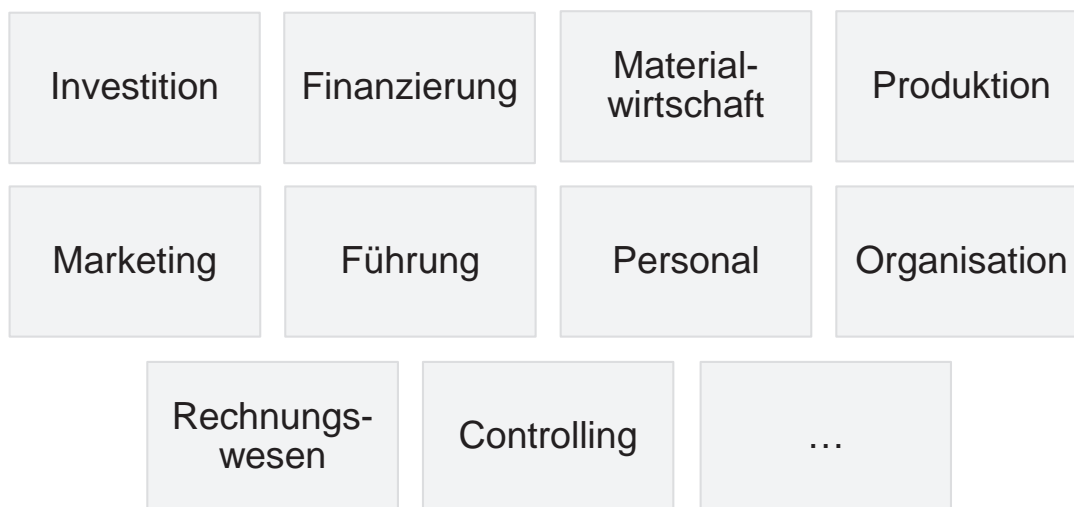 Investition
Finanzierung
Material-
wirtschaft
Produktion
Marketing
Führung
Personal
Organisation
Rechnungs-
wesen
Controlling
…